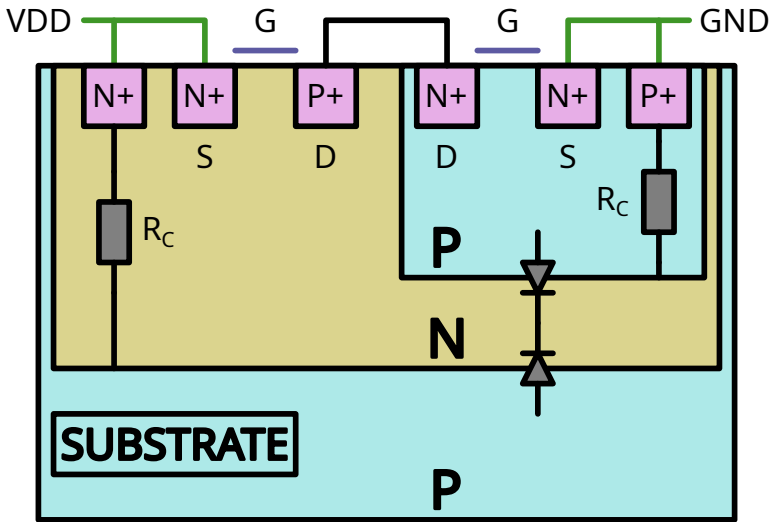 VDD G G GND
N+ N+ P+ N+ N+ P+
S D D S
RC RC
P
N
SUBSTRATE
P